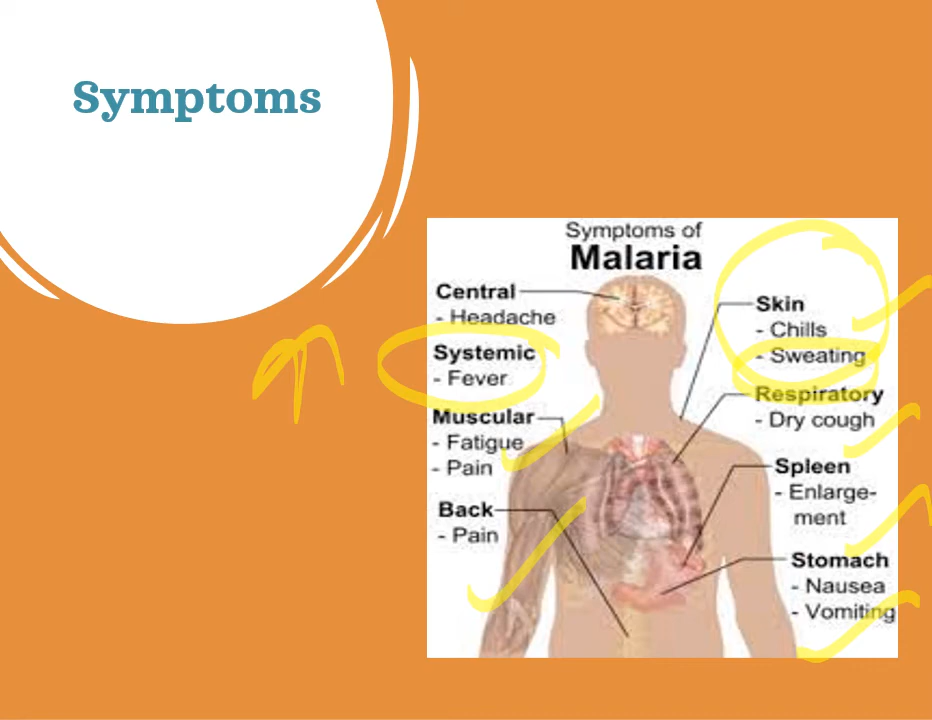 Symptoms
Symptoms of
Malaria
Central
- Headache
Systemic
- Fever
Muscular
- Fatigue
- Pain
Back
- Pain
Skin
- Chills
- Sweating
Respiratory
- Dry cough
Spleen
- Enlarge-
ment
Stomach
- Nausea
- Vomiting